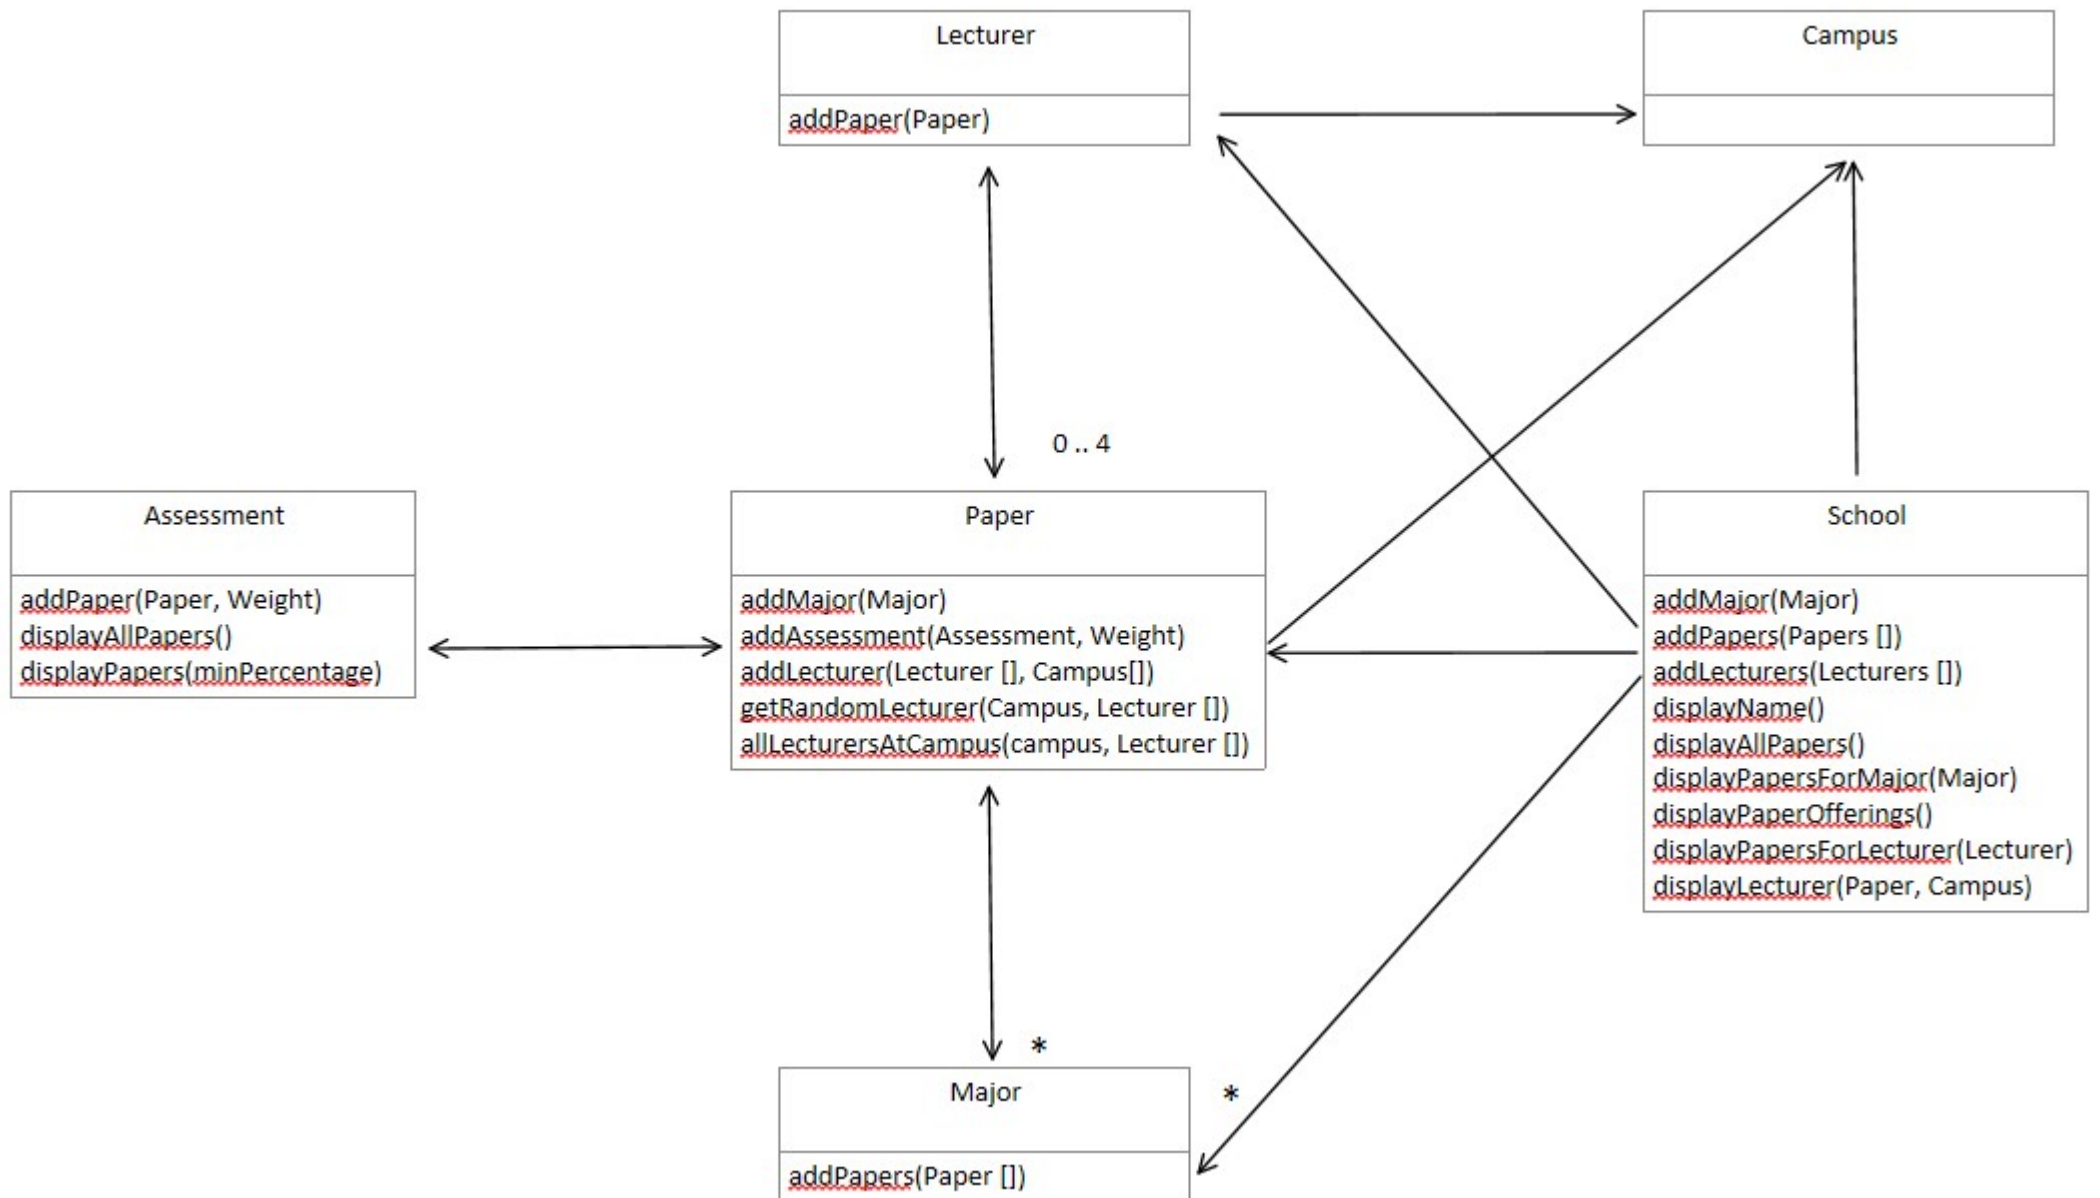 Lecturer
addPaper(Paper)
Campus
0 .. 4
Assessment
addPaper(Paper, Weight)
displayAllPapers()
displayPapers(minPercentage)
Paper
addMajor(Major)
addAssessment(Assessment, Weight)
addLecturer(Lecturer [], Campus[])
getRandomLecturer(Campus, Lecturer [])
allLecturersAtCampus(campus, Lecturer [])
School
addMajor(Major)
addPapers(Papers [])
addLecturers(Lecturers [])
displayName()
displayAllPapers()
displayPapersForMajor(Major)
displayPaperOfferings()
displayPapersForLecturer(Lecturer)
displayLecturer(Paper, Campus)
*
*
Major
addPapers(Paper [])